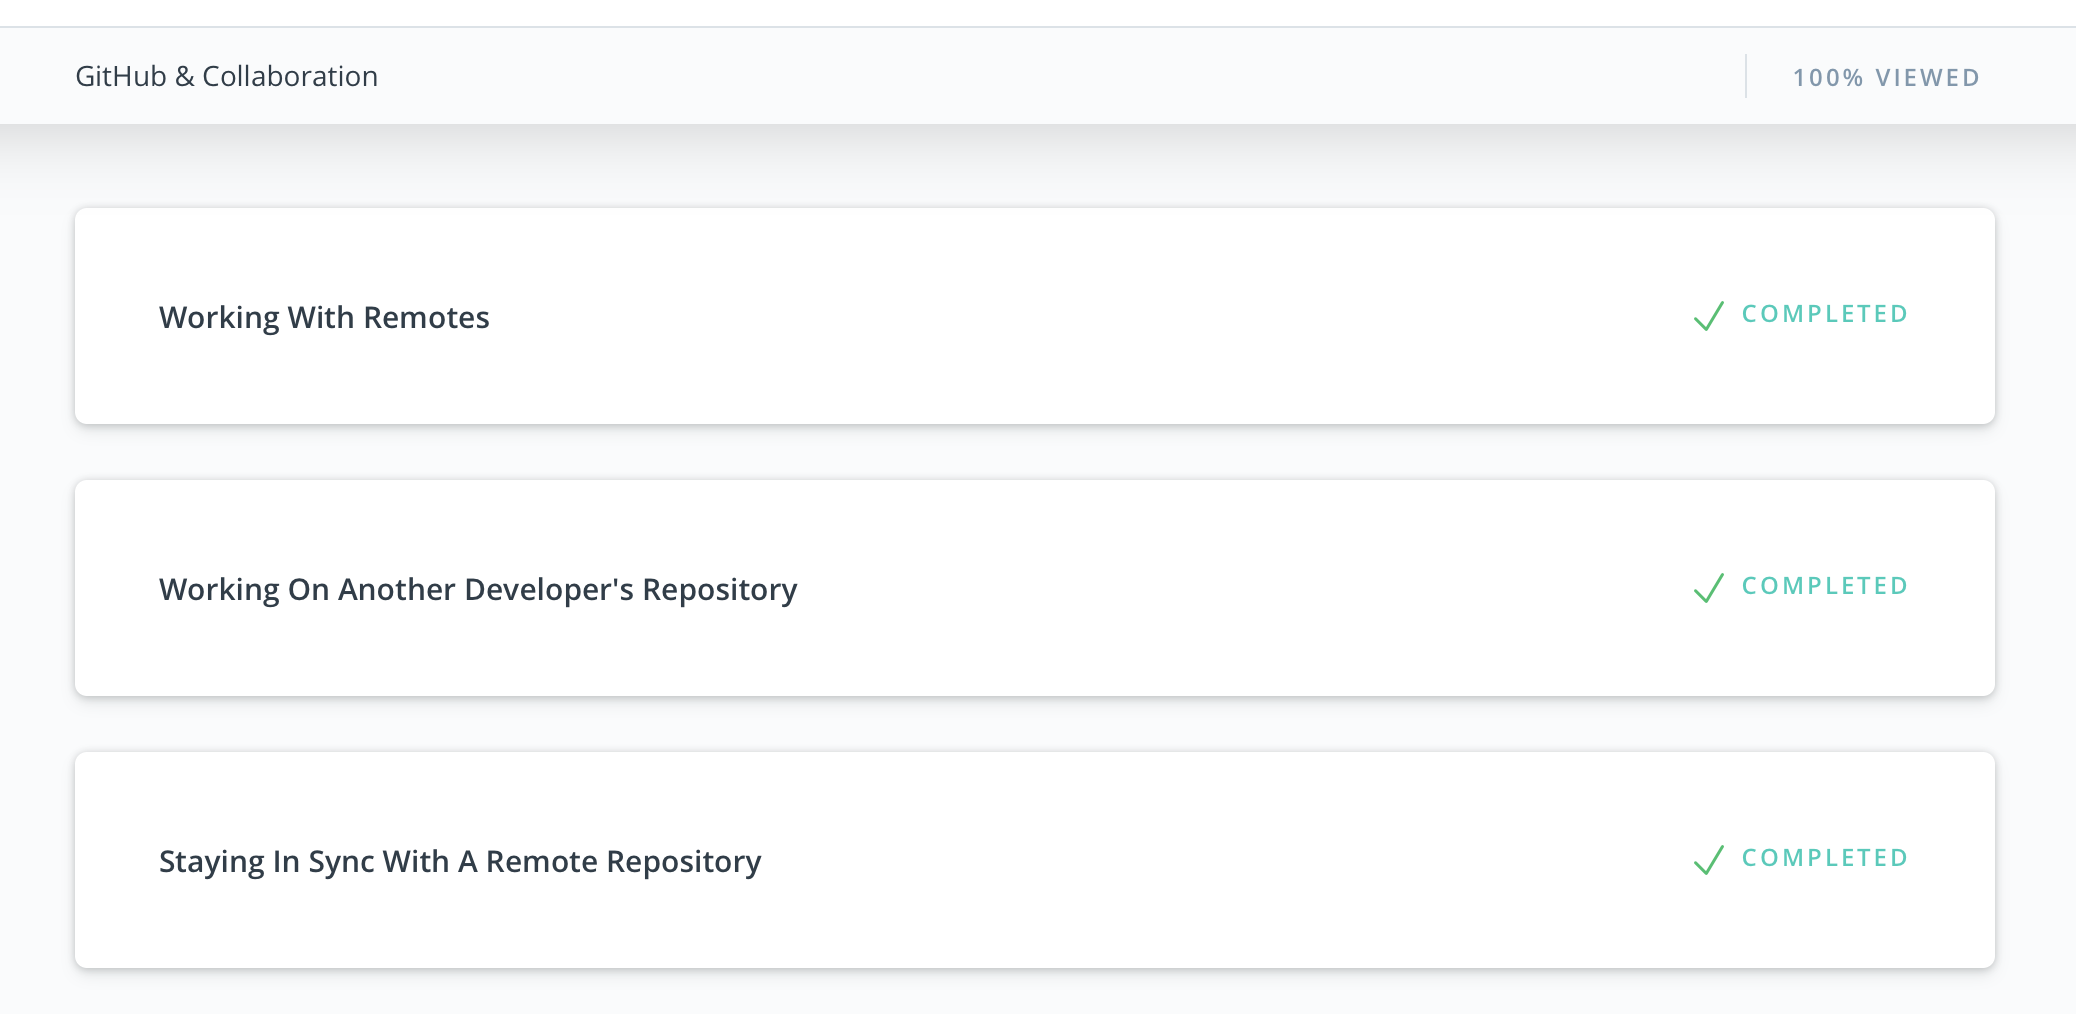 GitHub & Collaboration
100% VIEWED
Working With Remotes
COMPLETED
Working On Another Developer's Repository
COMPLETED
Staying In Sync With A Remote Repository
COMPLETED